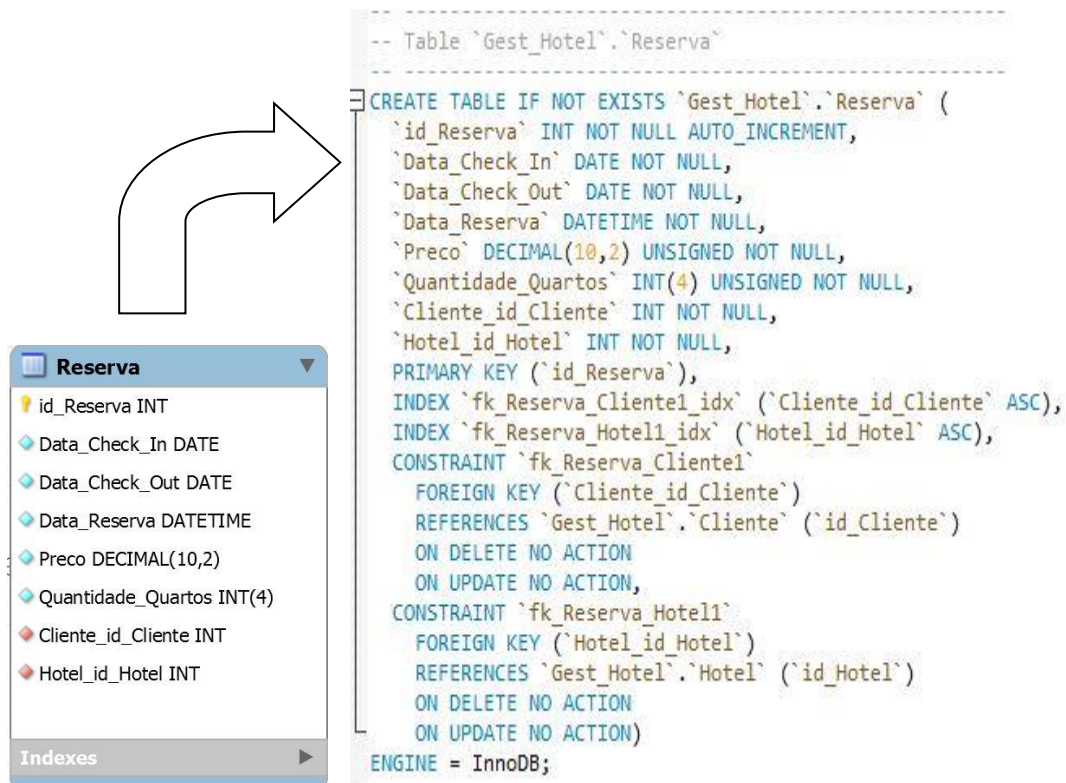 -- Table `Gest_Hotel`.`Reserva`
CREATE TABLE IF NOT EXISTS `Gest_Hotel`.`Reserva` (
`id_Reserva` INT NOT NULL AUTO_INCREMENT,
`Data_Check_In` DATE NOT NULL,
`Data_Check_Out` DATE NOT NULL,
`Data_Reserva` DATETIME NOT NULL,
`Preco` DECIMAL(10,2) UNSIGNED NOT NULL,
`Quantidade_Quartos` INT(4) UNSIGNED NOT NULL,
`Cliente_id_Cliente` INT NOT NULL,
`Hotel_id_Hotel` INT NOT NULL,
PRIMARY KEY (`id_Reserva`),
INDEX `fk_Reserva_Cliente1_idx` (`Cliente_id_Cliente` ASC),
INDEX `fk_Reserva_Hotel1_idx` (`Hotel_id_Hotel` ASC),
CONSTRAINT `fk_Reserva_Cliente1`
FOREIGN KEY (`Cliente_id_Cliente`)
REFERENCES `Gest_Hotel`.`Cliente` (`id_Cliente`)
ON DELETE NO ACTION
ON UPDATE NO ACTION,
CONSTRAINT `fk_Reserva_Hotel1`
FOREIGN KEY (`Hotel_id_Hotel`)
REFERENCES `Gest_Hotel`.`Hotel` (`id_Hotel`)
ON DELETE NO ACTION
ON UPDATE NO ACTION)
ENGINE = InnoDB;
Reserva
id_Reserva INT
Data_Check_In DATE
Data_Check_Out DATE
Data_Reserva DATETIME
Preco DECIMAL(10,2)
Quantidade_Quartos INT(4)
Cliente_id_Cliente INT
Hotel_id_Hotel INT
Indexes